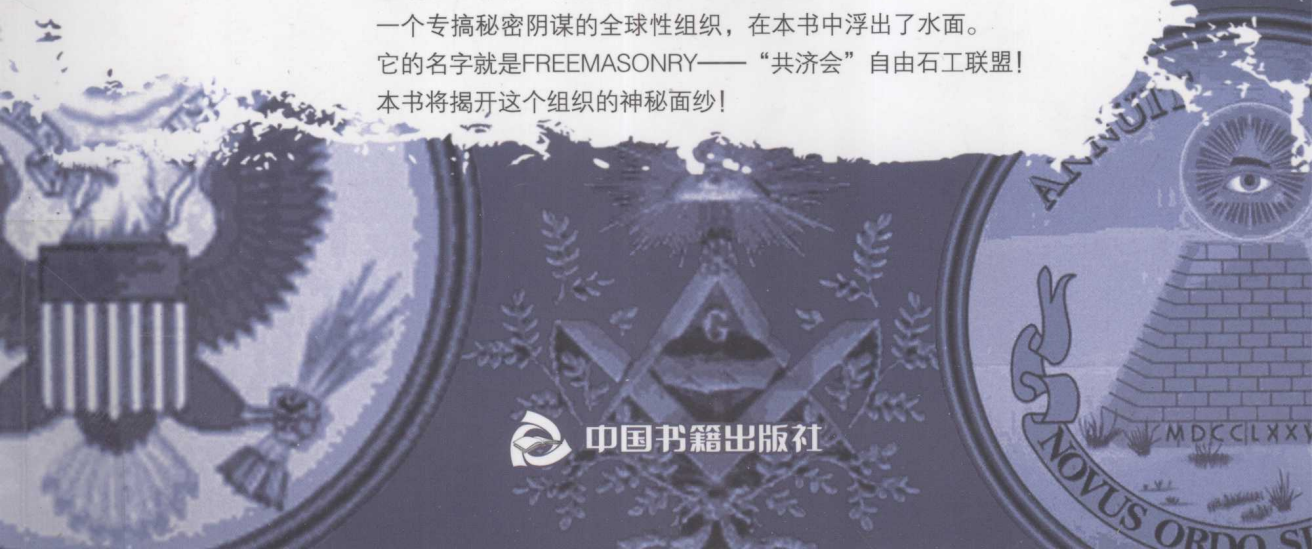 一个专搞秘密阴谋的全球性组织，在本书中浮出了水面。
它的名字就是FREEMASONRY——“共济会”自由石工联盟！
本书将揭开这个组织的神秘面纱！
ANNUIT
G
MDCCLXXV
NOVUS ORDO SE
中国书籍出版社